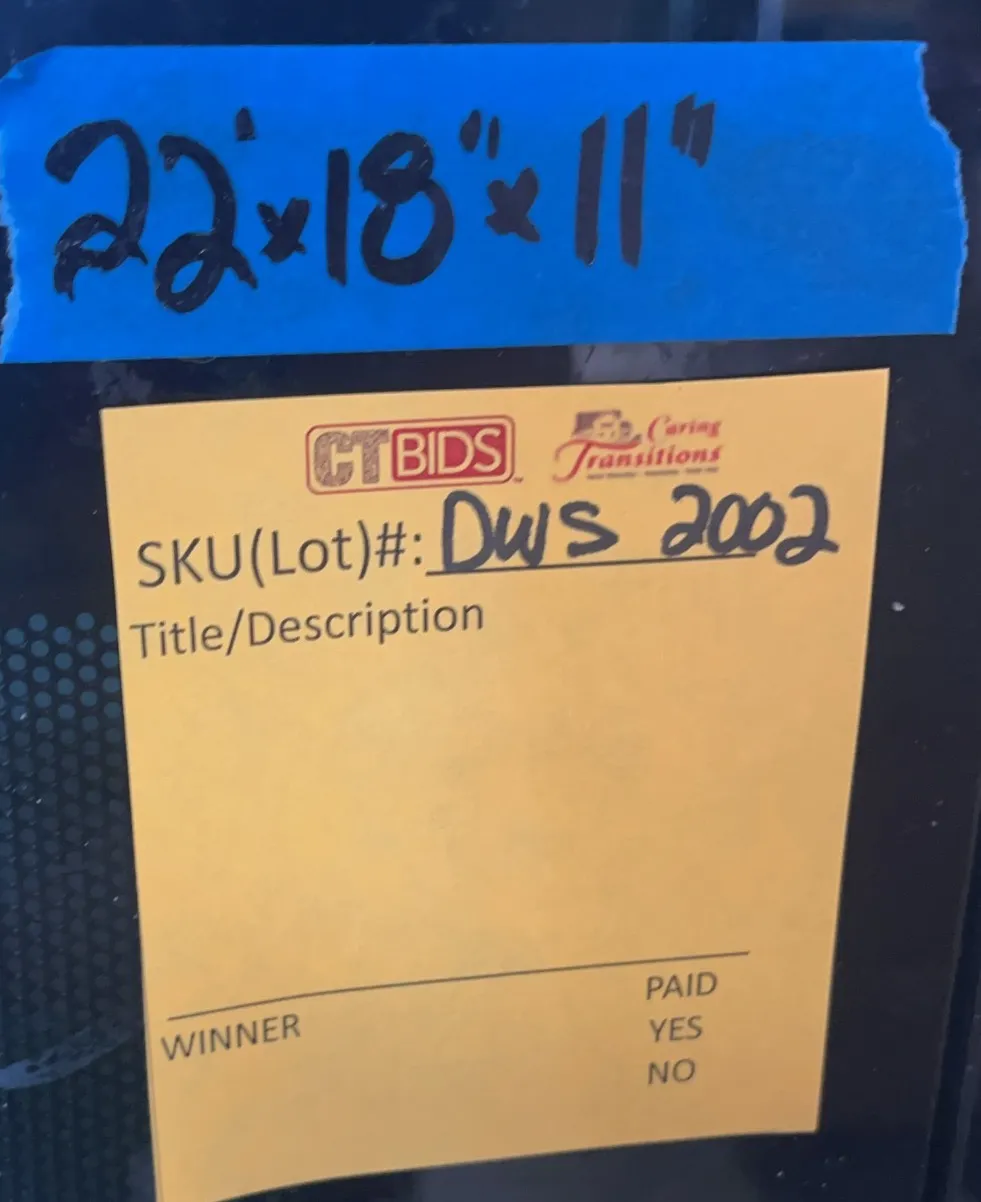 22'x18"x11"
CTBIDS Caring Transitions
SKU(Lot)#: DWS 2002
Title/Description
WINNER
PAID
YES
NO